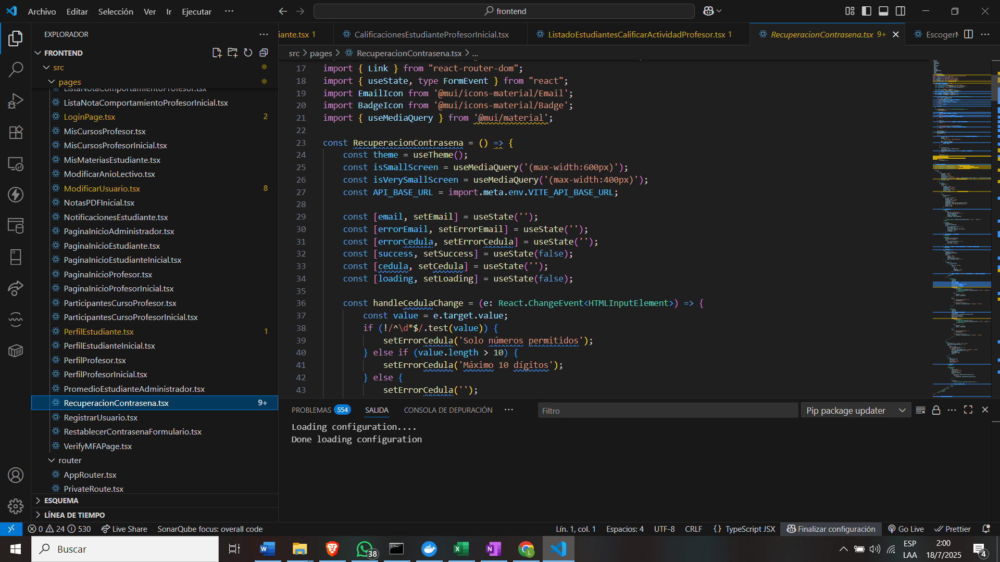 Archivo Editar Selección Ver Ir Ejecutar ··· frontend
EXPLORADOR ···
iante.tsx 1 CalificacionesEstudianteProfesorInicial.tsx ListadoEstudiantesCalificarActividadProfesor.tsx 1 RecuperacionContrasena.tsx 9+ ···
FRONTEND
src > pages > RecuperacionContrasena.tsx > ...
src
pages
ListaNotaComportamientoProfesor.tsx
ListaNotaComportamientoProfesorInicial.tsx
LoginPage.tsx 2
MisCursosProfesor.tsx
MisCursosProfesorInicial.tsx
MisMateriasEstudiante.tsx
ModificarAnioLectivo.tsx
ModificarUsuario.tsx 8
NotasPDFInicial.tsx
NotificacionesEstudiante.tsx
PaginaInicioAdministrador.tsx
PaginaInicioEstudiante.tsx
PaginaInicioEstudianteInicial.tsx
PaginaInicioProfesor.tsx
PaginaInicioProfesorInicial.tsx
ParticipantesCursoProfesor.tsx
ParticipantesCursoProfesorInicial.tsx
PerfilEstudiante.tsx 1
PerfilEstudianteInicial.tsx
PerfilProfesor.tsx
PerfilProfesorInicial.tsx
PromedioEstudianteAdministrador.tsx
RecuperacionContrasena.tsx 9+
RegistrarUsuario.tsx
RestablecerContrasenaFormulario.tsx
VerifyMFAPage.tsx
router
AppRouter.tsx
PrivateRoute.tsx
ESQUEMA
LÍNEA DE TIEMPO
17 import { Link } from "react-router-dom";
18 import { useState, type FormEvent } from "react";
19 import EmailIcon from '@mui/icons-material/Email';
20 import BadgeIcon from '@mui/icons-material/Badge';
21 import { useMediaQuery } from '@mui/material';
22
23 const RecuperacionContrasena = () => {
24 const theme = useTheme();
25 const isSmallScreen = useMediaQuery('(max-width:600px)');
26 const isVerySmallScreen = useMediaQuery('(max-width:400px)');
27 const API_BASE_URL = import.meta.env.VITE_API_BASE_URL;
28
29 const [email, setEmail] = useState('');
30 const [errorEmail, setErrorEmail] = useState('');
31 const [errorCedula, setErrorCedula] = useState('');
32 const [success, setSuccess] = useState(false);
33 const [cedula, setCedula] = useState('');
34 const [loading, setLoading] = useState(false);
35
36 const handleCedulaChange = (e: React.ChangeEvent<HTMLInputElement>) => {
37 const value = e.target.value;
38 if (!/^\d*$/.test(value)) {
39 setErrorCedula('Solo números permitidos');
40 } else if (value.length > 10) {
41 setErrorCedula('Máximo 10 dígitos');
42 } else {
43 setErrorCedula('');
PROBLEMAS 554 SALIDA CONSOLA DE DEPURACIÓN ··· Filtro Pip package updater ···
Loading configuration....
Done loading configuration
0 24 530 Live Share SonarQube focus: overall code Lín. 1, col. 1 Espacios: 4 UTF-8 CRLF {} TypeScript JSX Finalizar configuración Go Live Prettier
Buscar 38 ESP 2:00
LAA 18/7/2025 4